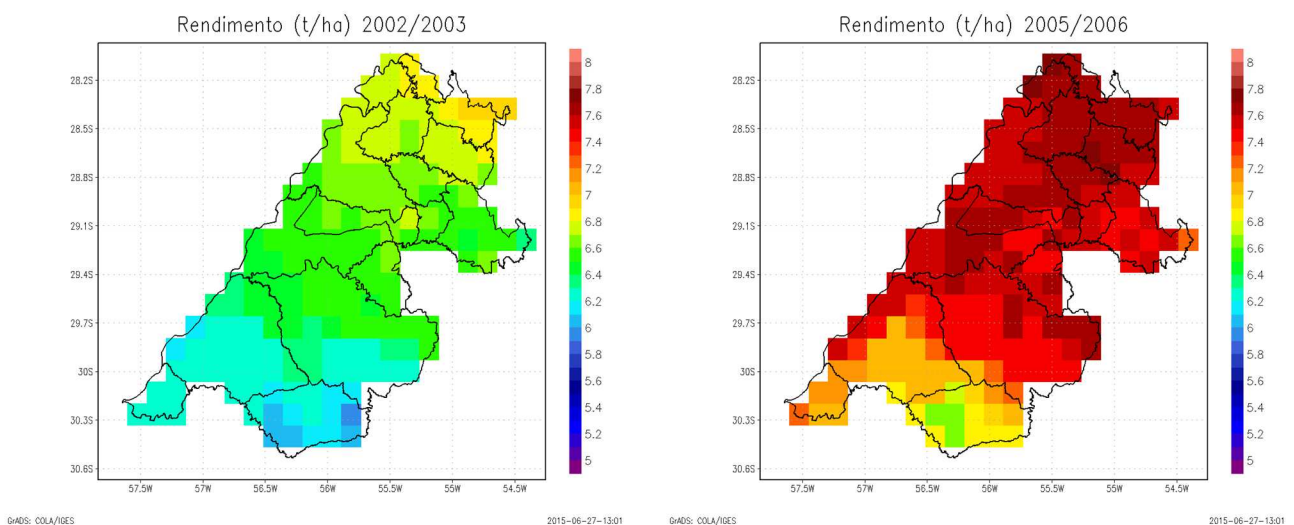 Rendimento (t/ha) 2002/2003
28.2S
28.5S
28.8S
29.1S
29.4S
29.7S
30S
30.3S
30.6S
57.5W 57W 56.5W 56W 55.5W 55W 54.5W
8
7.8
7.6
7.4
7.2
7
6.8
6.6
6.4
6.2
6
5.8
5.6
5.4
5.2
5
GrADS: COLA/IGES 2015-06-27-13:01
Rendimento (t/ha) 2005/2006
28.2S
28.5S
28.8S
29.1S
29.4S
29.7S
30S
30.3S
30.6S
57.5W 57W 56.5W 56W 55.5W 55W 54.5W
8
7.8
7.6
7.4
7.2
7
6.8
6.6
6.4
6.2
6
5.8
5.6
5.4
5.2
5
GrADS: COLA/IGES 2015-06-27-13:01